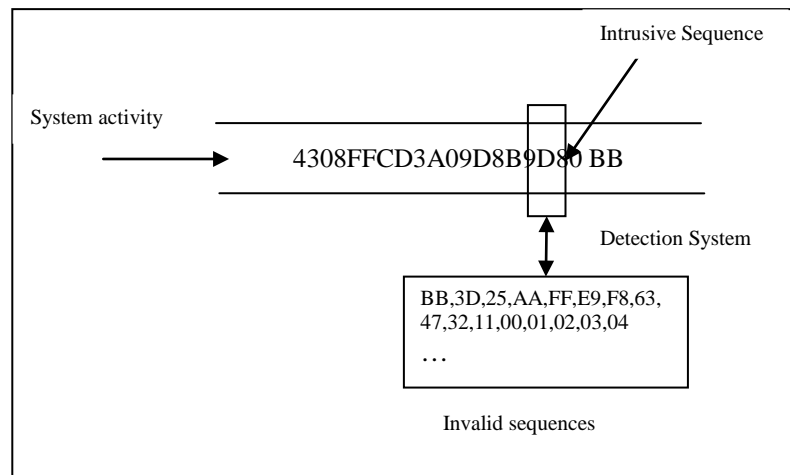 Intrusive Sequence
System activity
4308FFCD3A09D8B9D80 BB
Detection System
BB,3D,25,AA,FF,E9,F8,63,
47,32,11,00,01,02,03,04
…
Invalid sequences